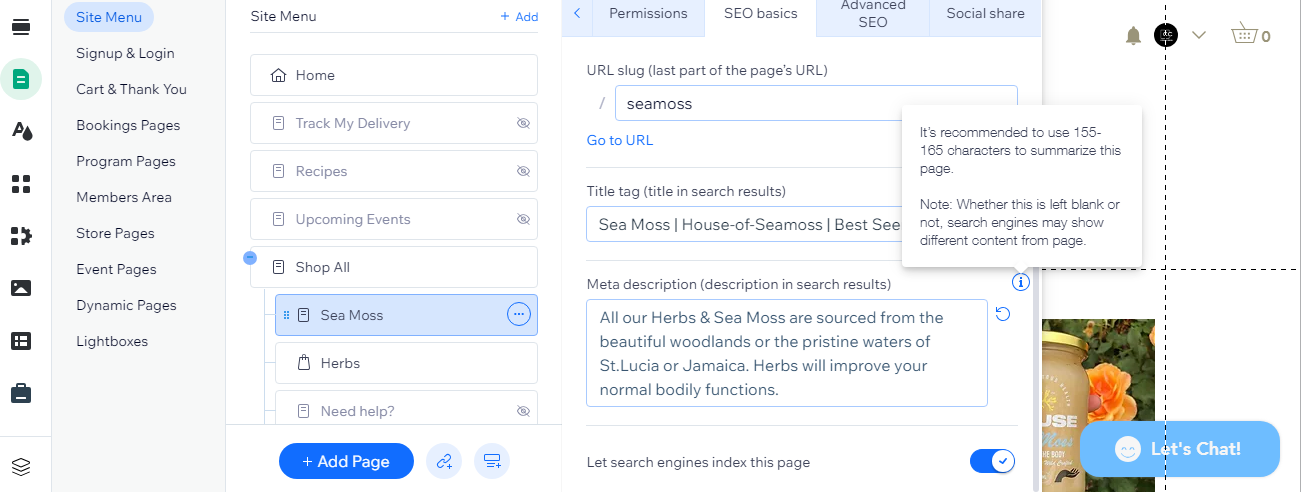 Site Menu
Signup & Login
Cart & Thank You
Bookings Pages
Program Pages
Members Area
Store Pages
Event Pages
Dynamic Pages
Lightboxes
Site Menu
+ Add
Home
Track My Delivery
Recipes
Upcoming Events
Shop All
Sea Moss
Herbs
Need help?
+ Add Page
Permissions
SEO basics
Advanced
SEO
Social share
URL slug (last part of the page's URL)
/ seamoss
Go to URL
Title tag (title in search results)
Sea Moss | House-of-Seamoss | Best See
Meta description (description in search results)
All our Herbs & Sea Moss are sourced from the
beautiful woodlands or the pristine waters of
St.Lucia or Jamaica. Herbs will improve your
normal bodily functions.
Let search engines index this page
It's recommended to use 155-
165 characters to summarize this
page.
Note: Whether this is left blank or
not, search engines may show
different content from page.
0
USE
Moss
Let's Chat!